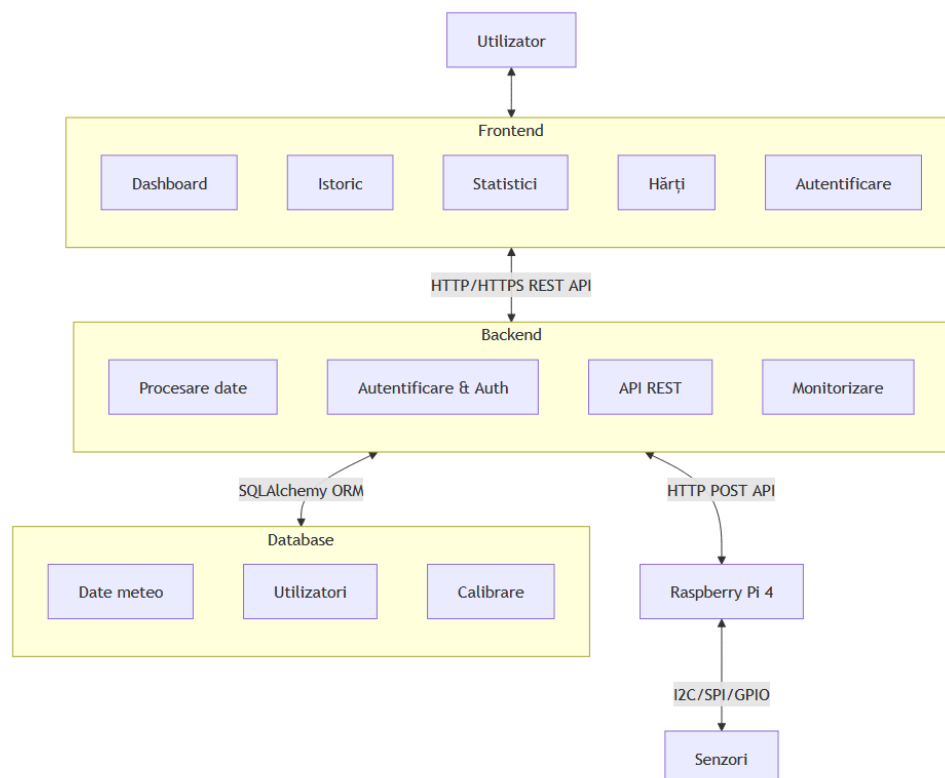 Utilizator
Frontend
Dashboard
Istoric
Statistici
Hărți
Autentificare
HTTP/HTTPS REST API
Backend
Procesare date
Autentificare & Auth
API REST
Monitorizare
SQLAlchemy ORM
HTTP POST API
Database
Date meteo
Utilizatori
Calibrare
Raspberry Pi 4
I2C/SPI/GPIO
Senzori